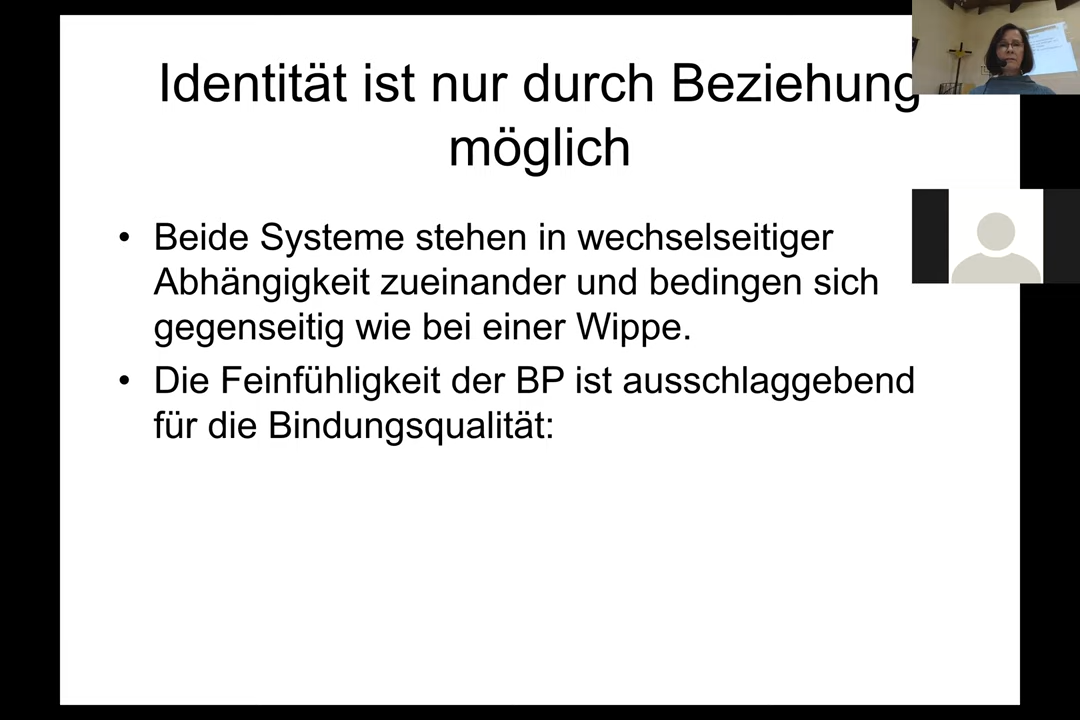 Identität ist nur durch Beziehung
möglich
• Beide Systeme stehen in wechselseitiger
Abhängigkeit zueinander und bedingen sich
gegenseitig wie bei einer Wippe.
• Die Feinfühligkeit der BP ist ausschlaggebend
für die Bindungsqualität: